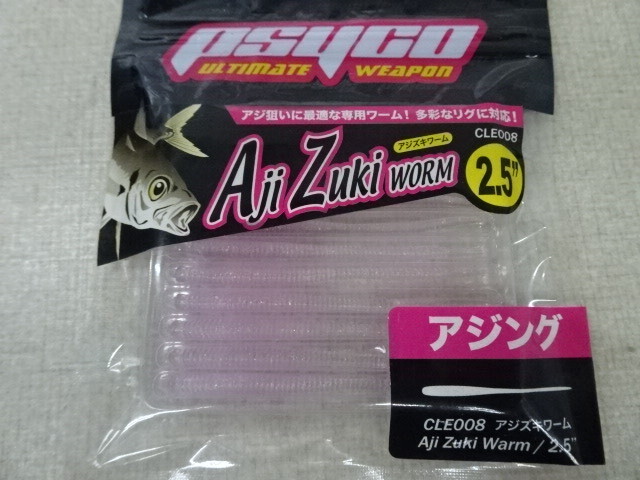 PSYCO
ULTIMATE WEAPON
アジ狙いに最適な専用ワーム! 多彩なリグに対応!
CLE008
アジズキワーム
Aji Zuki WORM
2.5"
アジング
CLE008 アジズキワーム
Aji Zuki Warm / 2.5"